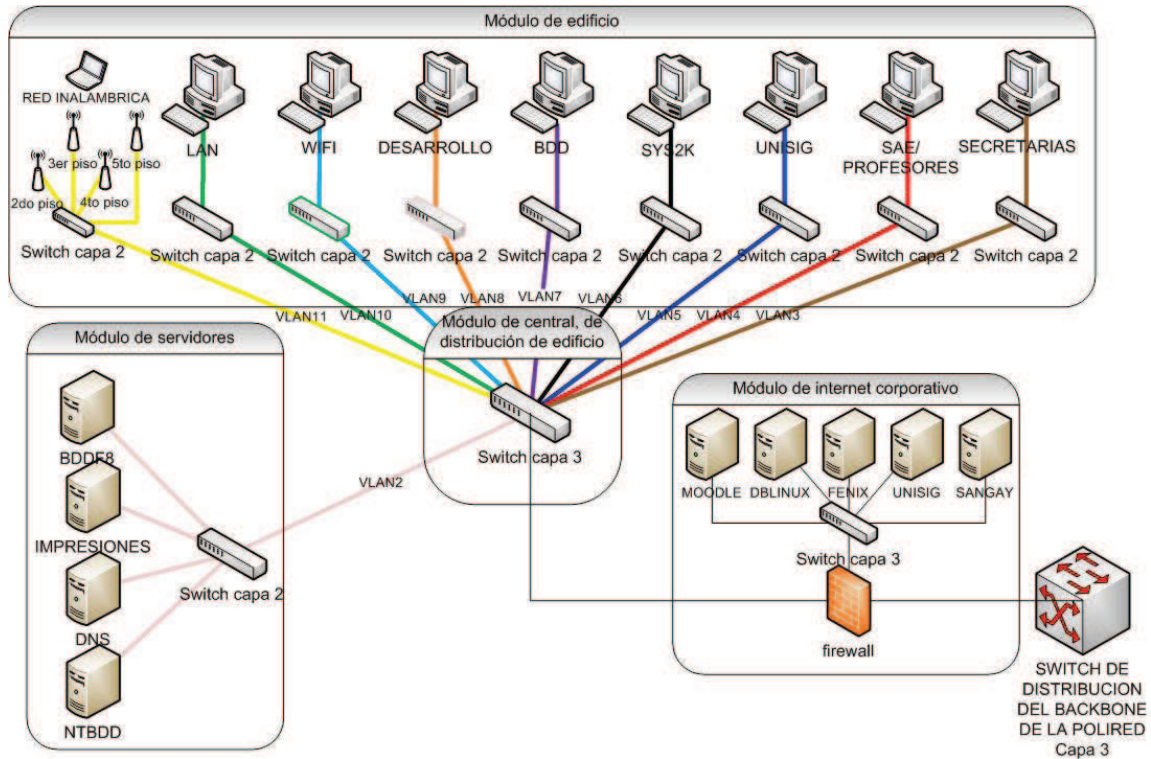 Módulo de edificio
RED INALAMBRICA
3er piso
5to piso
2do piso
4to piso
LAN
WIFI
DESARROLLO
BDD
SYS2K
UNISIG
SAE/
PROFESORES
SECRETARIAS
Switch capa 2
Switch capa 2
Switch capa 2
Switch capa 2
Switch capa 2
Switch capa 2
Switch capa 2
Switch capa 2
Switch capa 2
VLAN11
VLAN10
VLAN9
VLAN8
VLAN7
VLAN6
VLAN5
VLAN4
VLAN3
Módulo de central, de
distribución de edificio
Switch capa 3
Módulo de servidores
BDDF8
IMPRESIONES
DNS
NTBDD
Switch capa 2
VLAN2
Módulo de internet corporativo
MOODLE
DBLINUX
FENIX
UNISIG
SANGAY
Switch capa 3
firewall
SWITCH DE
DISTRIBUCION
DEL BACKBONE
DE LA POLIRED
Capa 3